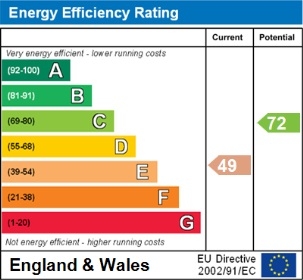 Energy Efficiency Rating
Current
Potential
Very energy efficient - lower running costs
(92-100) A
(81-91) B
(69-80) C
72
(55-68) D
(39-54) E
49
(21-38) F
(1-20) G
Not energy efficient - higher running costs
England & Wales
EU Directive
2002/91/EC